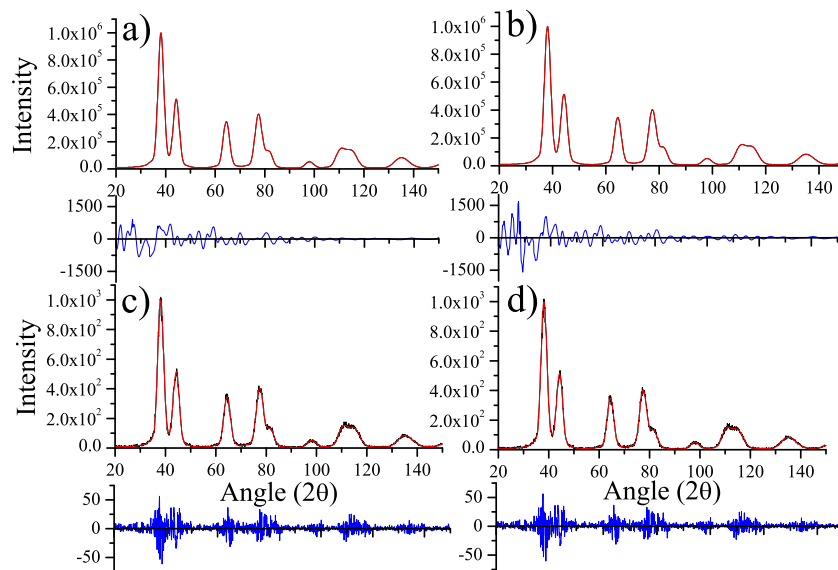 a)
Intensity
1.0x10⁶
8.0x10⁵
6.0x10⁵
4.0x10⁵
2.0x10⁵
0.0
20 40 60 80 100 120 140
1500
0
-1500
b)
1.0x10⁶
8.0x10⁵
6.0x10⁵
4.0x10⁵
2.0x10⁵
0.0
20 40 60 80 100 120 140
1500
0
-1500
c)
Intensity
1.0x10³
8.0x10²
6.0x10²
4.0x10²
2.0x10²
0.0
20 40 60 80 100 120 140
Angle (2θ)
50
0
-50
d)
1.0x10³
8.0x10²
6.0x10²
4.0x10²
2.0x10²
0.0
20 40 60 80 100 120 140
Angle (2θ)
50
0
-50